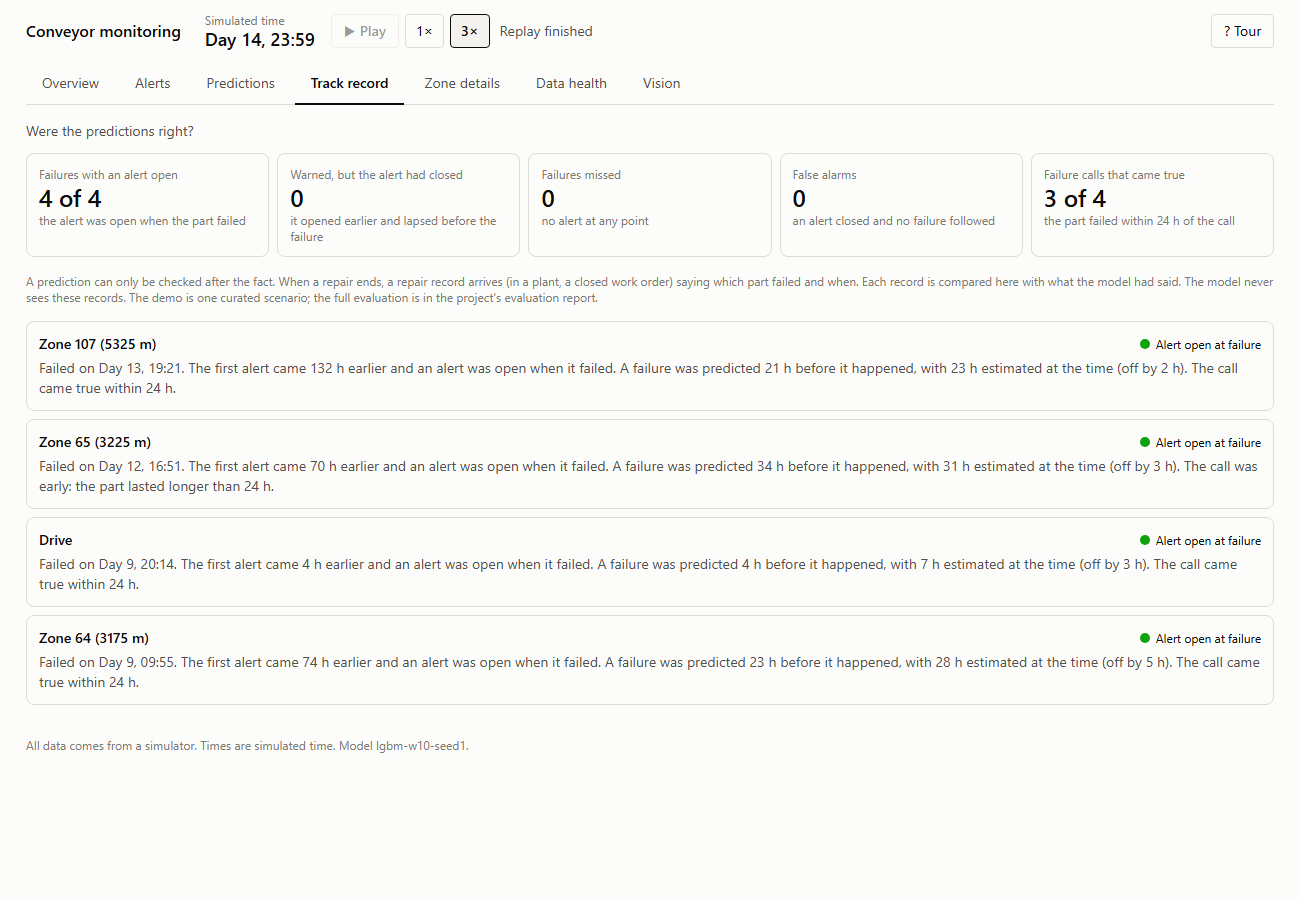 Conveyor monitoring
Simulated time
Day 14, 23:59
▶ Play
1×
3×
Replay finished
? Tour
Overview
Alerts
Predictions
Track record
Zone details
Data health
Vision
Were the predictions right?
Failures with an alert open
4 of 4
the alert was open when the part failed
Warned, but the alert had closed
0
it opened earlier and lapsed before the
failure
Failures missed
0
no alert at any point
False alarms
0
an alert closed and no failure followed
Failure calls that came true
3 of 4
the part failed within 24 h of the call
A prediction can only be checked after the fact. When a repair ends, a repair record arrives (in a plant, a closed work order) saying which part failed and when. Each record is compared here with what the model had said. The model never
sees these records. The demo is one curated scenario; the full evaluation is in the project's evaluation report.
Zone 107 (5325 m)
Alert open at failure
Failed on Day 13, 19:21. The first alert came 132 h earlier and an alert was open when it failed. A failure was predicted 21 h before it happened, with 23 h estimated at the time (off by 2 h). The call
came true within 24 h.
Zone 65 (3225 m)
Alert open at failure
Failed on Day 12, 16:51. The first alert came 70 h earlier and an alert was open when it failed. A failure was predicted 34 h before it happened, with 31 h estimated at the time (off by 3 h). The call was
early: the part lasted longer than 24 h.
Drive
Alert open at failure
Failed on Day 9, 20:14. The first alert came 4 h earlier and an alert was open when it failed. A failure was predicted 4 h before it happened, with 7 h estimated at the time (off by 3 h). The call came
true within 24 h.
Zone 64 (3175 m)
Alert open at failure
Failed on Day 9, 09:55. The first alert came 74 h earlier and an alert was open when it failed. A failure was predicted 23 h before it happened, with 28 h estimated at the time (off by 5 h). The call came
true within 24 h.
All data comes from a simulator. Times are simulated time. Model lgbm-w10-seed1.